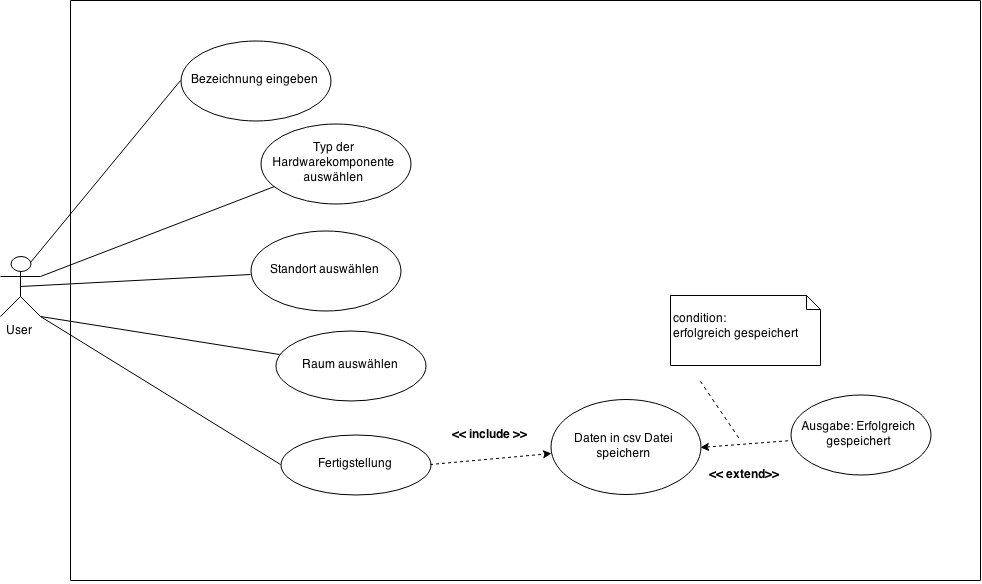 Bezeichnung eingeben
Typ der
Hardwarekomponente
auswählen
Standort auswählen
User
Raum auswählen
condition:
erfolgreich gespeichert
Fertigstellung
<< include >>
Daten in csv Datei
speichern
<< extend>>
Ausgabe: Erfolgreich
gespeichert